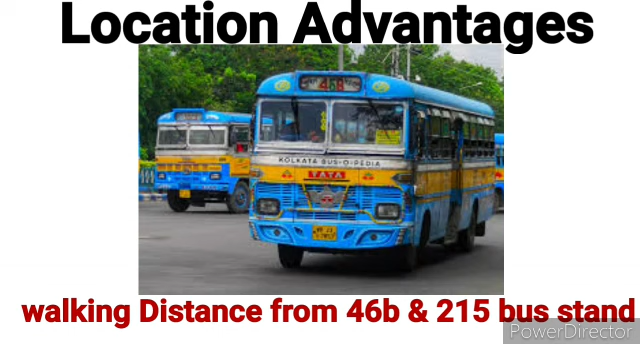 Location Advantages
46B
KOLKATA BUS-O-PEDIA
TATA
walking Distance from 46b & 215 bus stand
PowerDirector